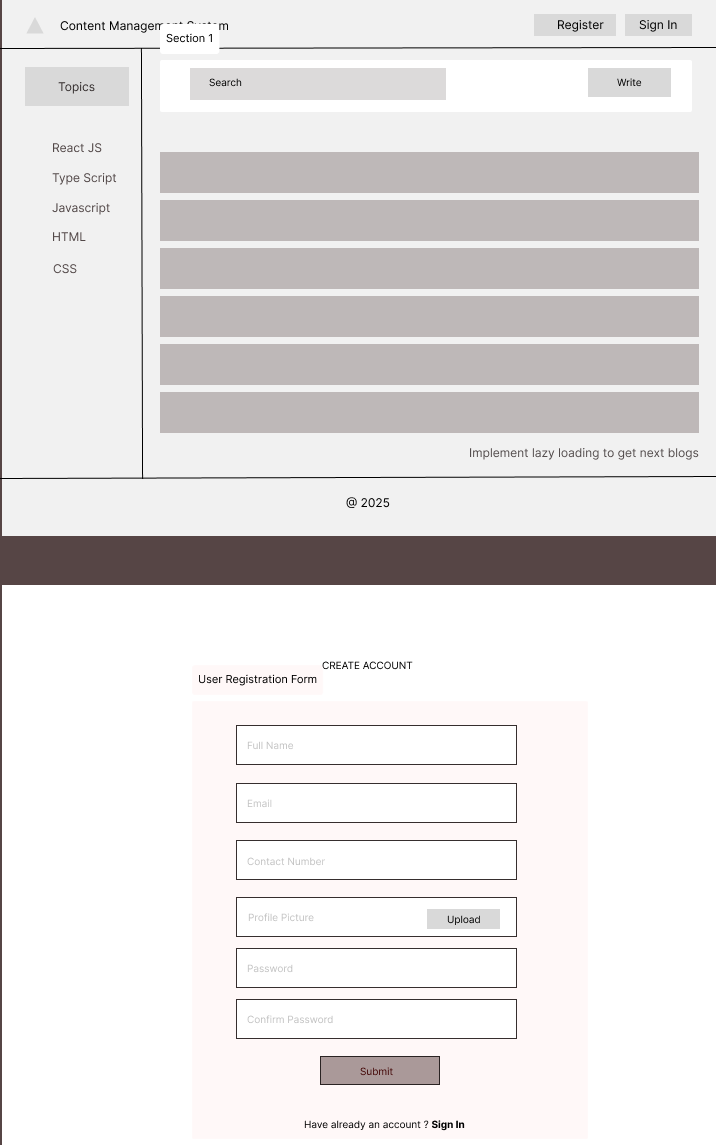 Content Management System
Register
Sign In
Section 1
Topics
Search
Write
React JS
Type Script
Javascript
HTML
CSS
Implement lazy loading to get next blogs
@ 2025
CREATE ACCOUNT
User Registration Form
Full Name
Email
Contact Number
Profile PIcture
Upload
Password
Confirm Password
Submit
Have already an account ? Sign In